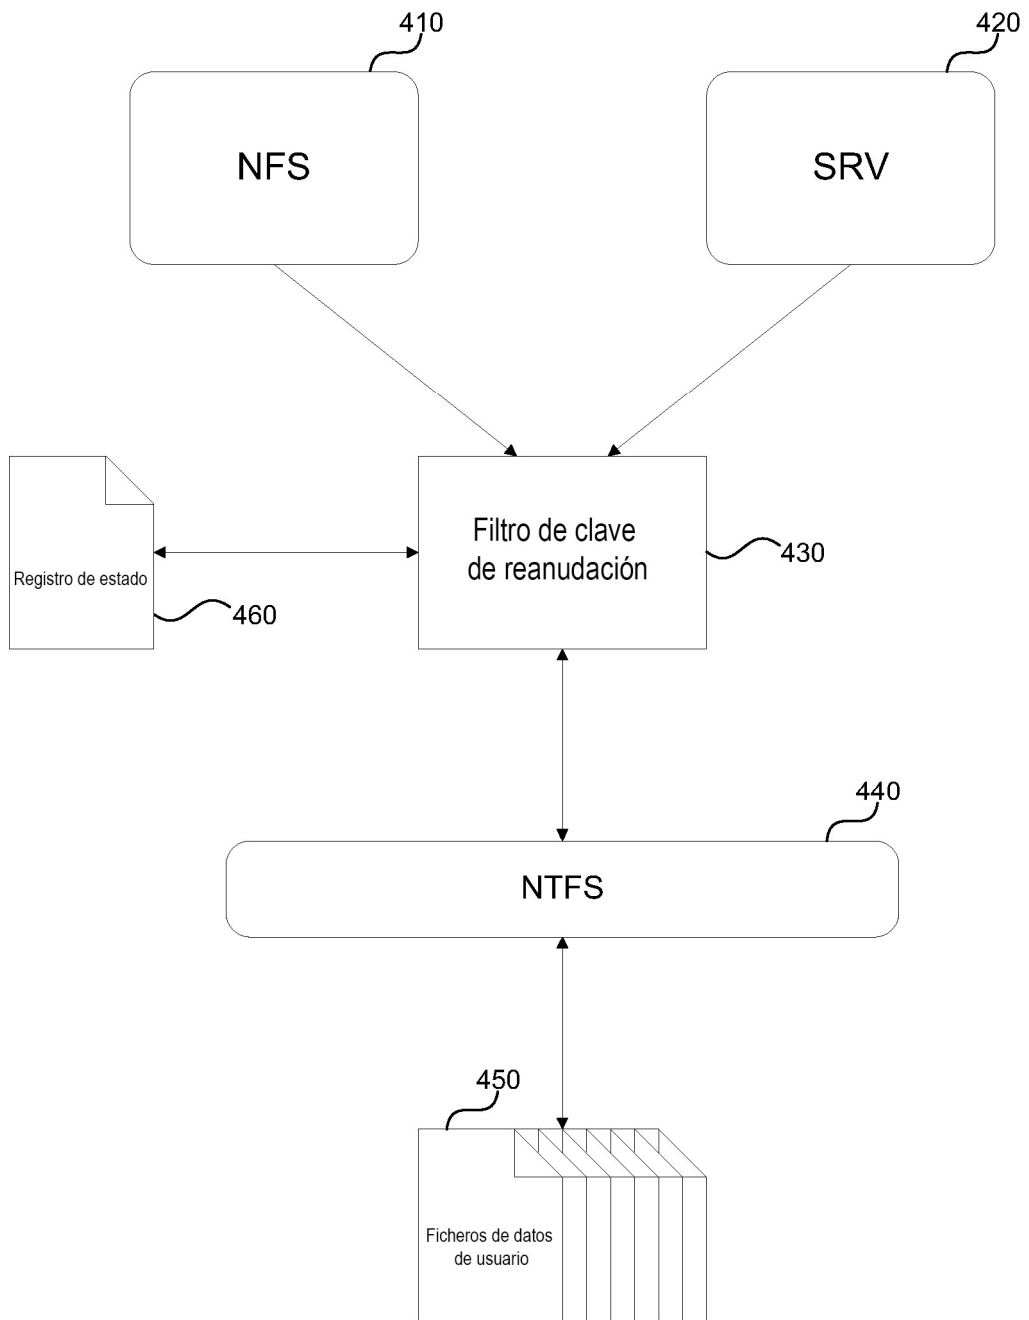 410
420
NFS
SRV
Filtro de clave
de reanudación
430
Registro de estado
460
440
NTFS
450
Ficheros de datos
de usuario